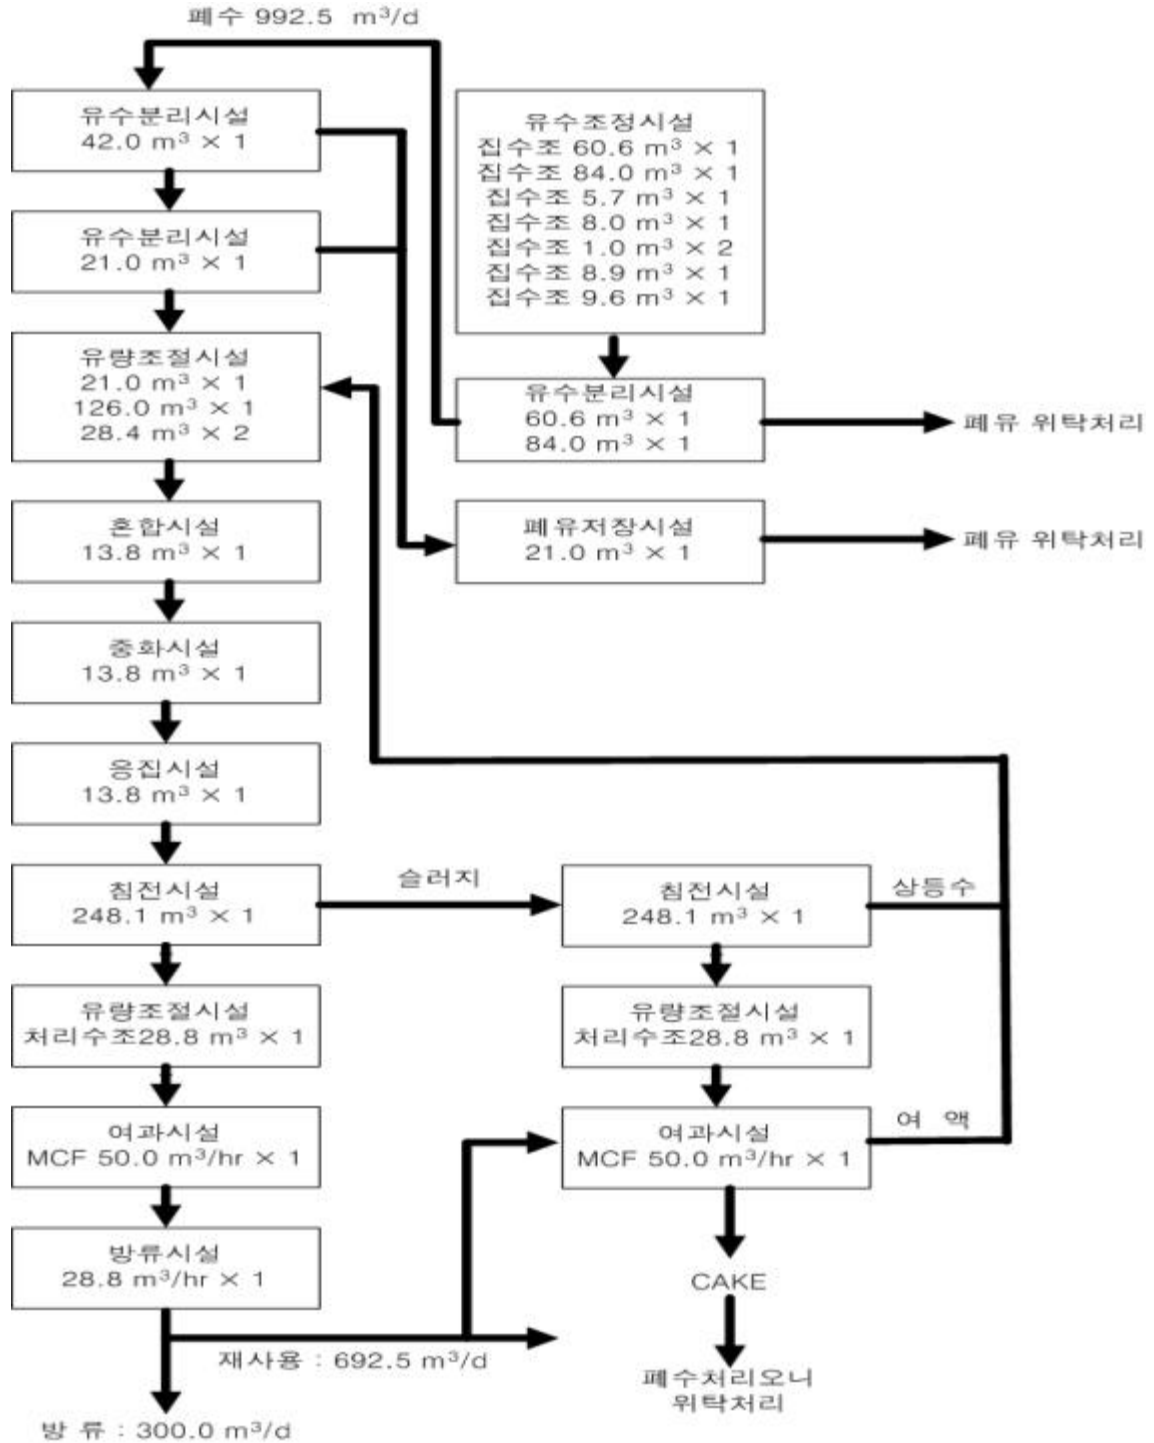 폐수 992.5 m³/d
유수분리시설
42.0 m³ × 1
유수분리시설
21.0 m³ × 1
유량조절시설
21.0 m³ × 1
126.0 m³ × 1
28.4 m³ × 2
혼합시설
13.8 m³ × 1
중화시설
13.8 m³ × 1
응집시설
13.8 m³ × 1
침전시설
248.1 m³ × 1
유량조절시설
처리수조28.8 m³ × 1
여과시설
MCF 50.0 m³/hr × 1
방류시설
28.8 m³/hr × 1
재사용 : 692.5 m³/d
방 류 : 300.0 m³/d
유수조정시설
집수조 60.6 m³ × 1
집수조 84.0 m³ × 1
집수조 5.7 m³ × 1
집수조 8.0 m³ × 1
집수조 1.0 m³ × 2
집수조 8.9 m³ × 1
집수조 9.6 m³ × 1
유수분리시설
60.6 m³ × 1
84.0 m³ × 1
폐유 위탁처리
폐유저장시설
21.0 m³ × 1
폐유 위탁처리
슬러지
침전시설
248.1 m³ × 1
상등수
유량조절시설
처리수조28.8 m³ × 1
여과시설
MCF 50.0 m³/hr × 1
여 액
CAKE
폐수처리오니
위탁처리